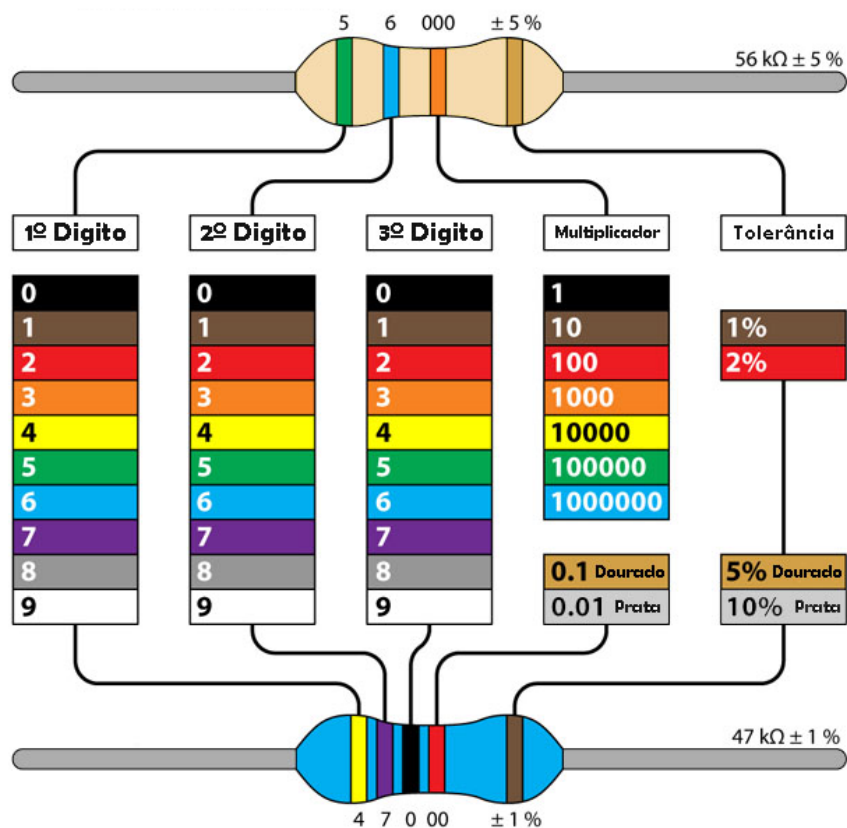 5 6 000 ± 5 %
56 kΩ ± 5 %
1º Digito 2º Digito 3º Digito Multiplicador Tolerância
0 0 0 1
1 1 1 10 1%
2 2 2 100 2%
3 3 3 1000
4 4 4 10000
5 5 5 100000
6 6 6 1000000
7 7 7
8 8 8 0.1 Dourado 5% Dourado
9 9 9 0.01 Prata 10% Prata
47 kΩ ± 1 %
4 7 0 00 ± 1 %